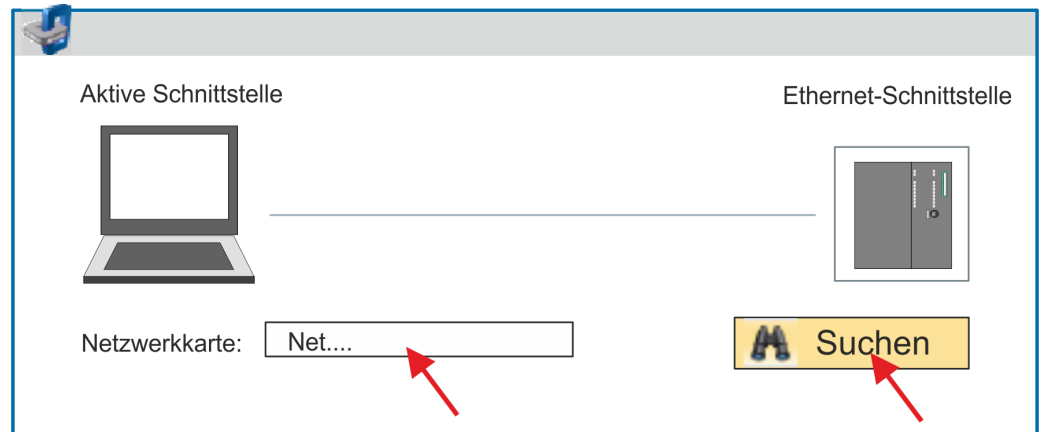 Aktive Schnittstelle
Ethernet-Schnittstelle
Netzwerkkarte:
Net....
Suchen